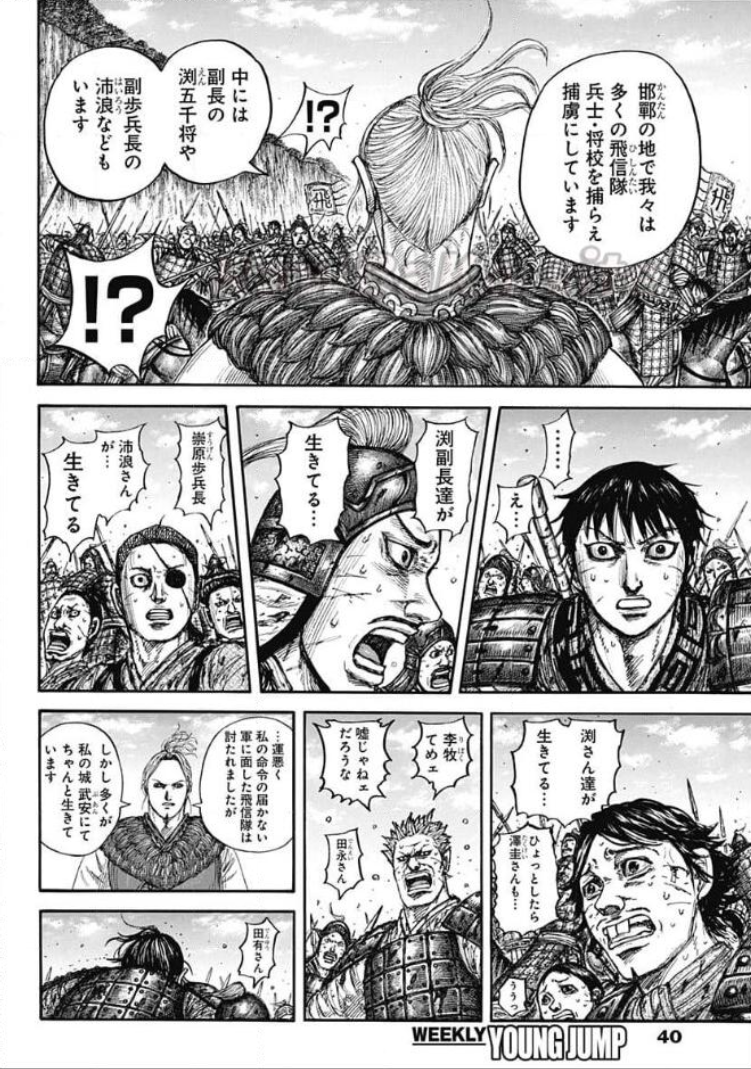 邯鄲の地で我々は
多くの飛信隊
兵士・将校を捕らえ
捕虜にしています
!?
中には
副長の
渕五千将や
副歩兵長の
沛浪なども
います
!?
飛
飛
……
え…
渕副長達が
生きてる…
崇原歩兵長
沛浪さん
が…
生きてる
渕さん達が
生きてる…
ひょっとしたら
澤圭さんも…
ううっ
李牧
てめェ
嘘じゃねェ
だろうな
田永さん
…運悪く
私の命令の届かない
軍に面した飛信隊は
討たれましたが
しかし 多くが
私の城 武安にて
ちゃんと生きて
います
田有さん
WEEKLY YOUNG JUMP 40